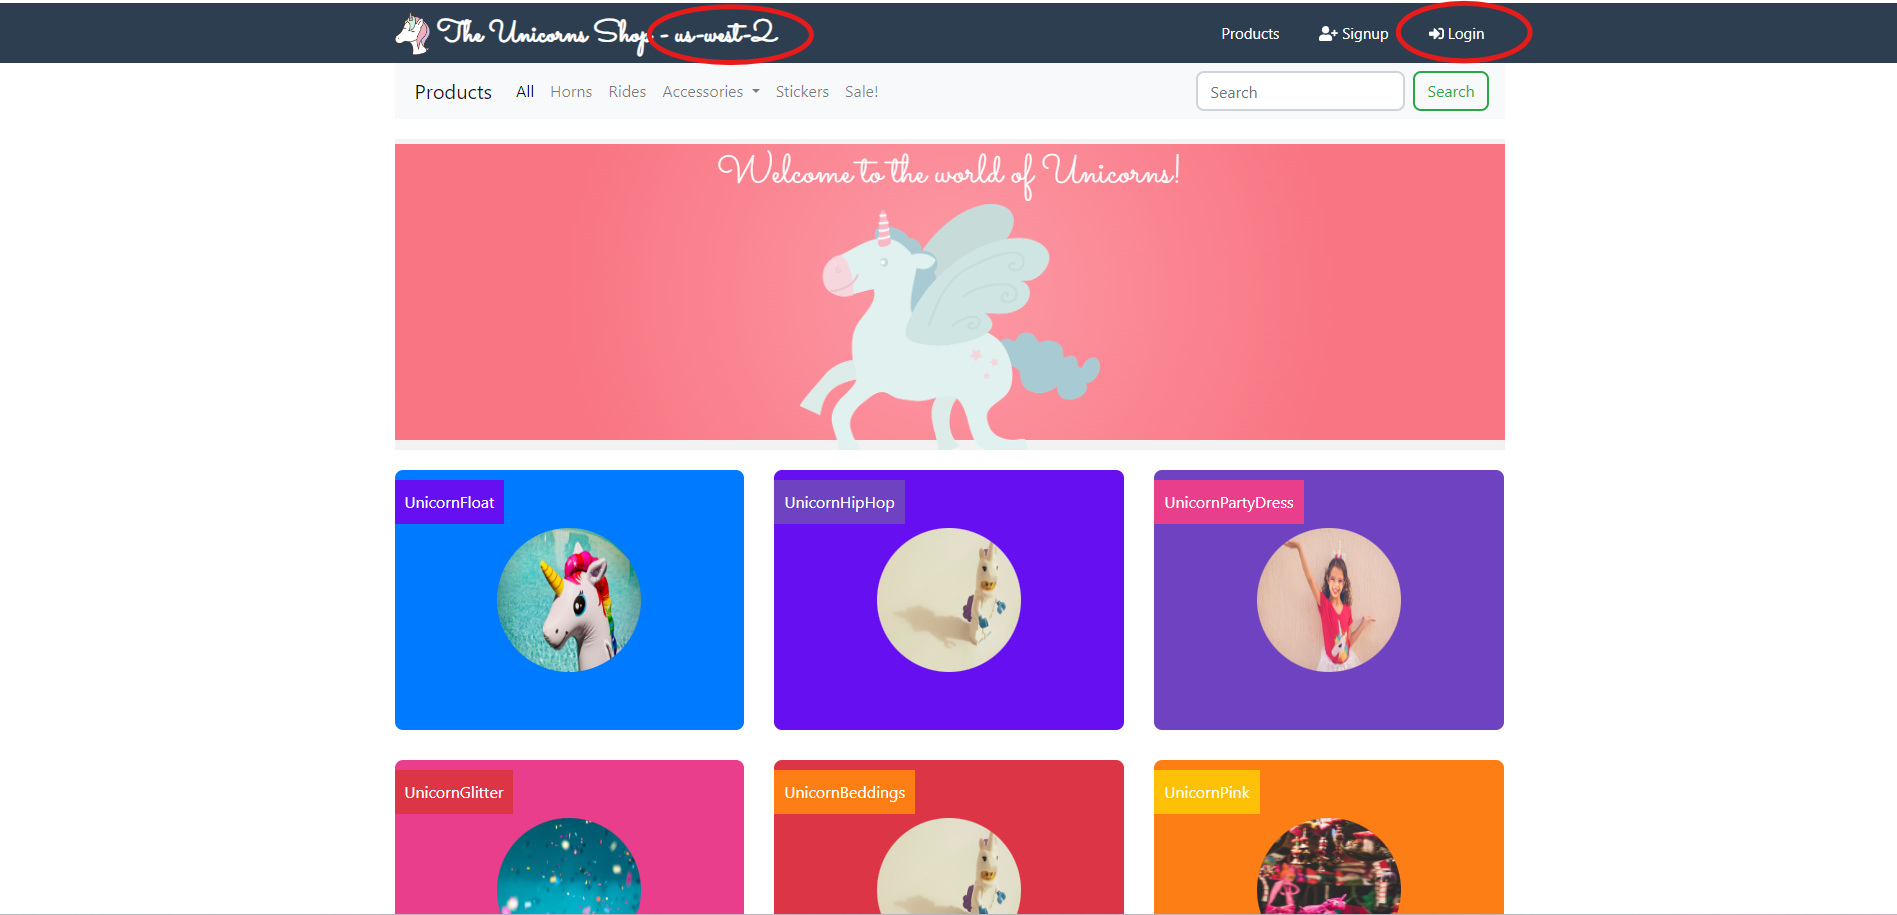 The Unicorns Shop - us-west-2
Products
Signup
Login
Products
All
Horns
Rides
Accessories
Stickers
Sale!
Search
Search
Welcome to the world of Unicorns!
UnicornFloat
UnicornHipHop
UnicornPartyDress
UnicornGlitter
UnicornBeddings
UnicornPink